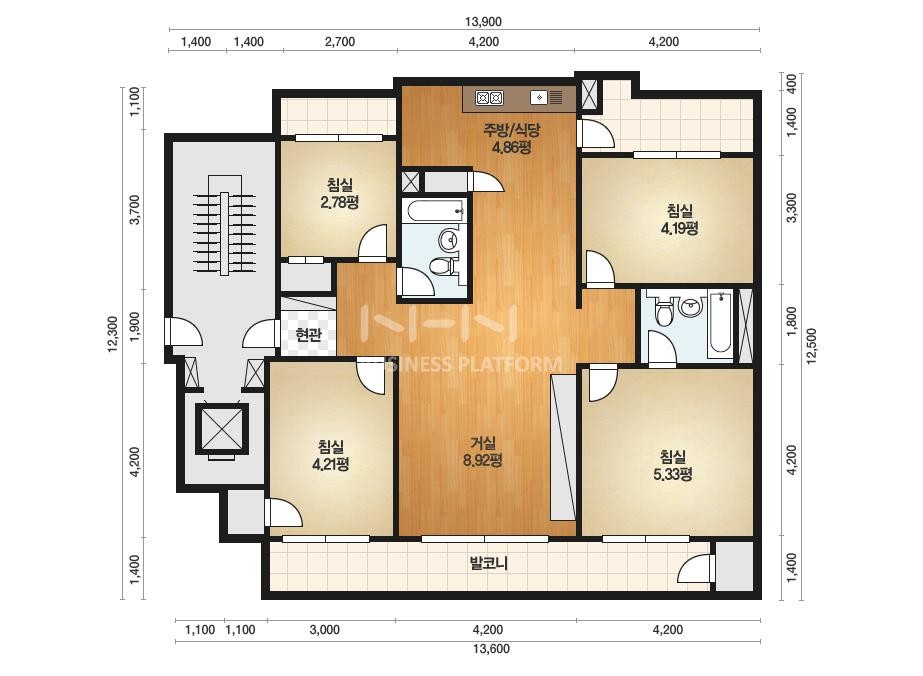 13,900
1,400 1,400 2,700 4,200 4,200
400
1,100
1,400
주방/식당
4.86평
침실
2.78평
침실
4.19평
3,700
3,300
NHN
현관
1,900
1,800
12,300
12,500
SINESS PLATFORM
침실
4.21평
거실
8.92평
침실
5.33평
4,200
4,200
발코니
1,400
1,400
1,100 1,100 3,000 4,200 4,200
13,600